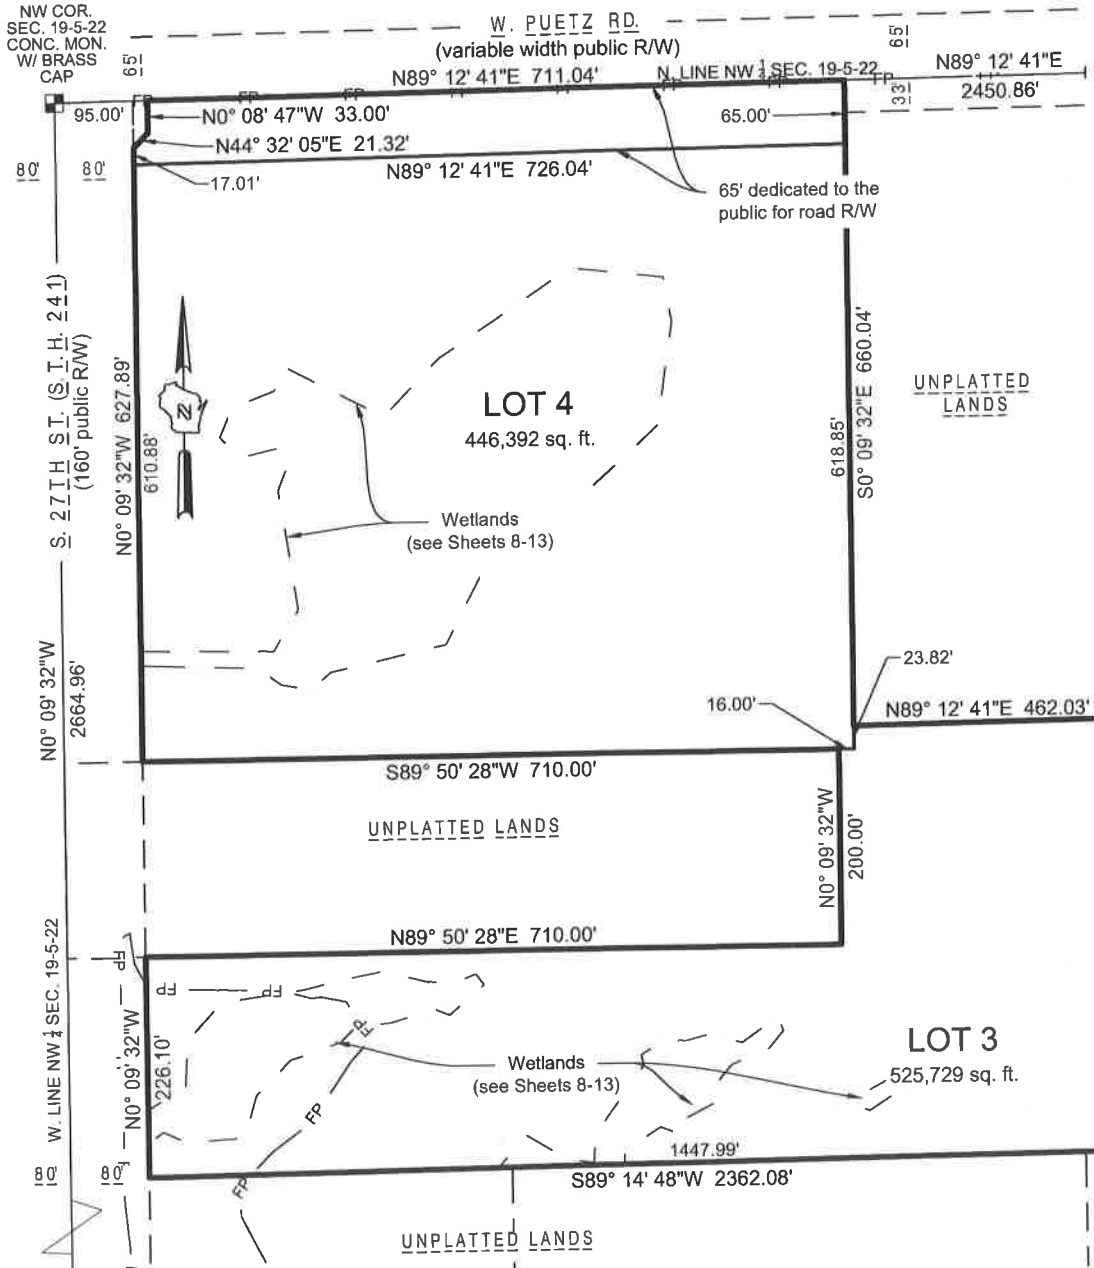 NW COR.
SEC. 19-5-22
CONC. MON.
W/ BRASS
CAP
65'
W. PUETZ RD.
(variable width public R/W)
65'
N89° 12' 41"E 711.04'
N. LINE NW ¼ SEC. 19-5-22
N89° 12' 41"E
2450.86'
FP
FP
FP
FP
33'
95.00'
N0° 08' 47"W 33.00'
65.00'
N44° 32' 05"E 21.32'
N89° 12' 41"E 726.04'
80'
80'
17.01'
65' dedicated to the
public for road R/W
S. 27TH ST. (S.T.H. 241)
(160' public R/W)
N0° 09' 32"W 627.89'
610.88'
N
LOT 4
446,392 sq. ft.
618.85'
S0° 09' 32"E 660.04'
UNPLATTED
LANDS
Wetlands
(see Sheets 8-13)
N0° 09' 32"W
2664.96'
23.82'
16.00'
N89° 12' 41"E 462.03'
S89° 50' 28"W 710.00'
UNPLATTED LANDS
N0° 09' 32"W
200.00'
N89° 50' 28"E 710.00'
W. LINE NW ¼ SEC. 19-5-22
FP
FP
FP
N0° 09' 32"W
226.10'
FP
LOT 3
525,729 sq. ft.
Wetlands
(see Sheets 8-13)
FP
1447.99'
80'
80'
S89° 14' 48"W 2362.08'
FP
UNPLATTED LANDS